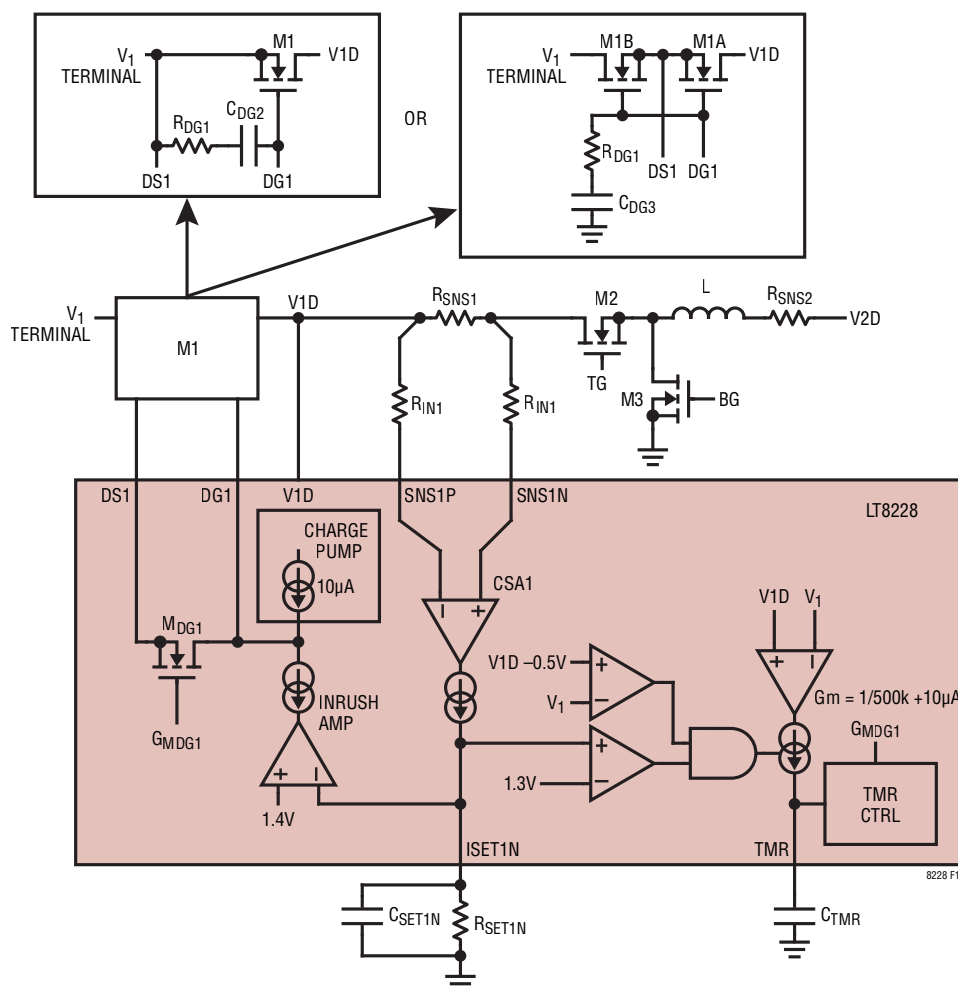 M1
V1
TERMINAL
V1D
CDG2
RDG1
DS1
DG1
OR
V1
TERMINAL
M1B
M1A
V1D
RDG1
DS1 DG1
CDG3
V1
TERMINAL
M1
V1D
RSNS1
M2
L
RSNS2
V2D
TG
RIN1
RIN1
M3
BG
DS1
DG1
V1D
SNS1P
SNS1N
LT8228
CHARGE
PUMP
10µA
CSA1
− +
MDG1
GMDG1
INRUSH
AMP
+ −
1.4V
V1D −0.5V
+
V1
−
+
1.3V
−
V1D V1
+ −
Gm = 1/500k +10µA
GMDG1
TMR
CTRL
ISET1N
TMR
8228 F1
CSET1N
RSET1N
CTMR